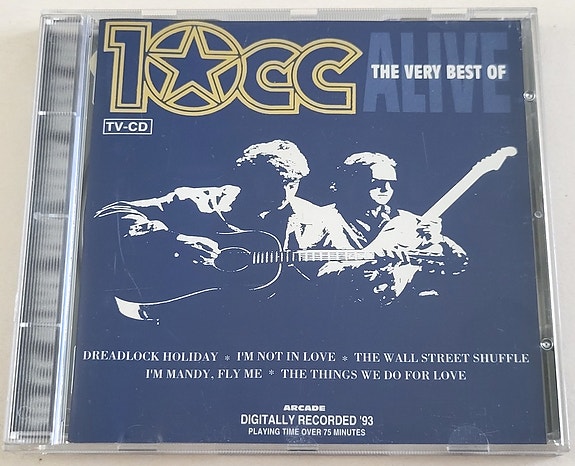 10cc ALIVE
THE VERY BEST OF
TV-CD
DREADLOCK HOLIDAY * I'M NOT IN LOVE * THE WALL STREET SHUFFLE
I'M MANDY, FLY ME * THE THINGS WE DO FOR LOVE
ARCADE
DIGITALLY RECORDED '93
PLAYING TIME OVER 75 MINUTES